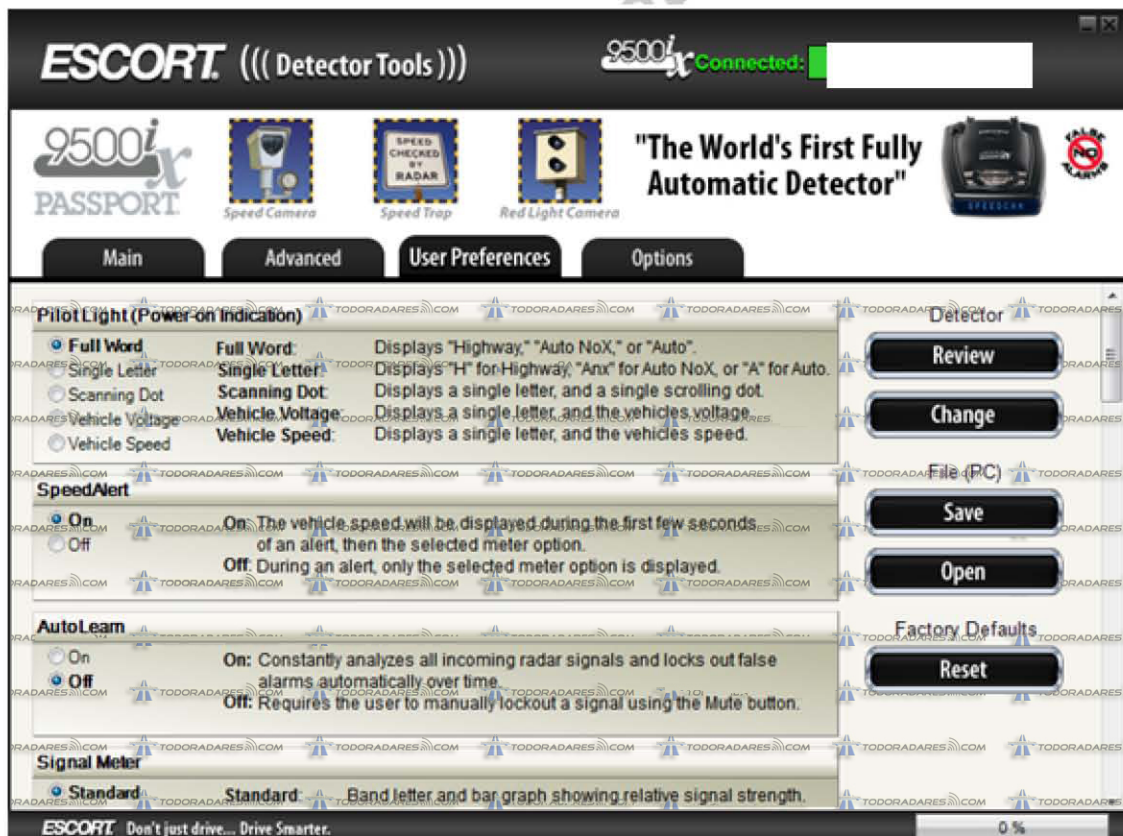 ESCORT. ((( Detector Tools )))
9500ix Connected:
9500ix
PASSPORT
SPEED
CHECKED
BY
RADAR
Speed Camera
Speed Trap
Red Light Camera
"The World's First Fully
Automatic Detector"
SPEEDCAM
FALSE
NO
ALARMS
Main
Advanced
User Preferences
Options
Pilot Light (Power-on Indication)
Full Word
Single Letter
Scanning Dot
Vehicle Voltage
Vehicle Speed
Full Word: Displays "Highway," "Auto NoX," or "Auto".
Single Letter: Displays "H" for Highway, "Anx" for Auto NoX, or "A" for Auto.
Scanning Dot: Displays a single letter, and a single scrolling dot.
Vehicle Voltage: Displays a single letter, and the vehicles voltage.
Vehicle Speed: Displays a single letter, and the vehicles speed.
SpeedAlert
On
Off
On: The vehicle speed will be displayed during the first few seconds
of an alert, then the selected meter option.
Off: During an alert, only the selected meter option is displayed.
AutoLearn
On
Off
On: Constantly analyzes all incoming radar signals and locks out false
alarms automatically over time.
Off: Requires the user to manually lockout a signal using the Mute button.
Signal Meter
Standard
Standard: Band letter and bar graph showing relative signal strength.
Detector
Review
Change
File (PC)
Save
Open
Factory Defaults
Reset
TODORADARES.COM
ESCORT. Don't just drive... Drive Smarter.
0 %